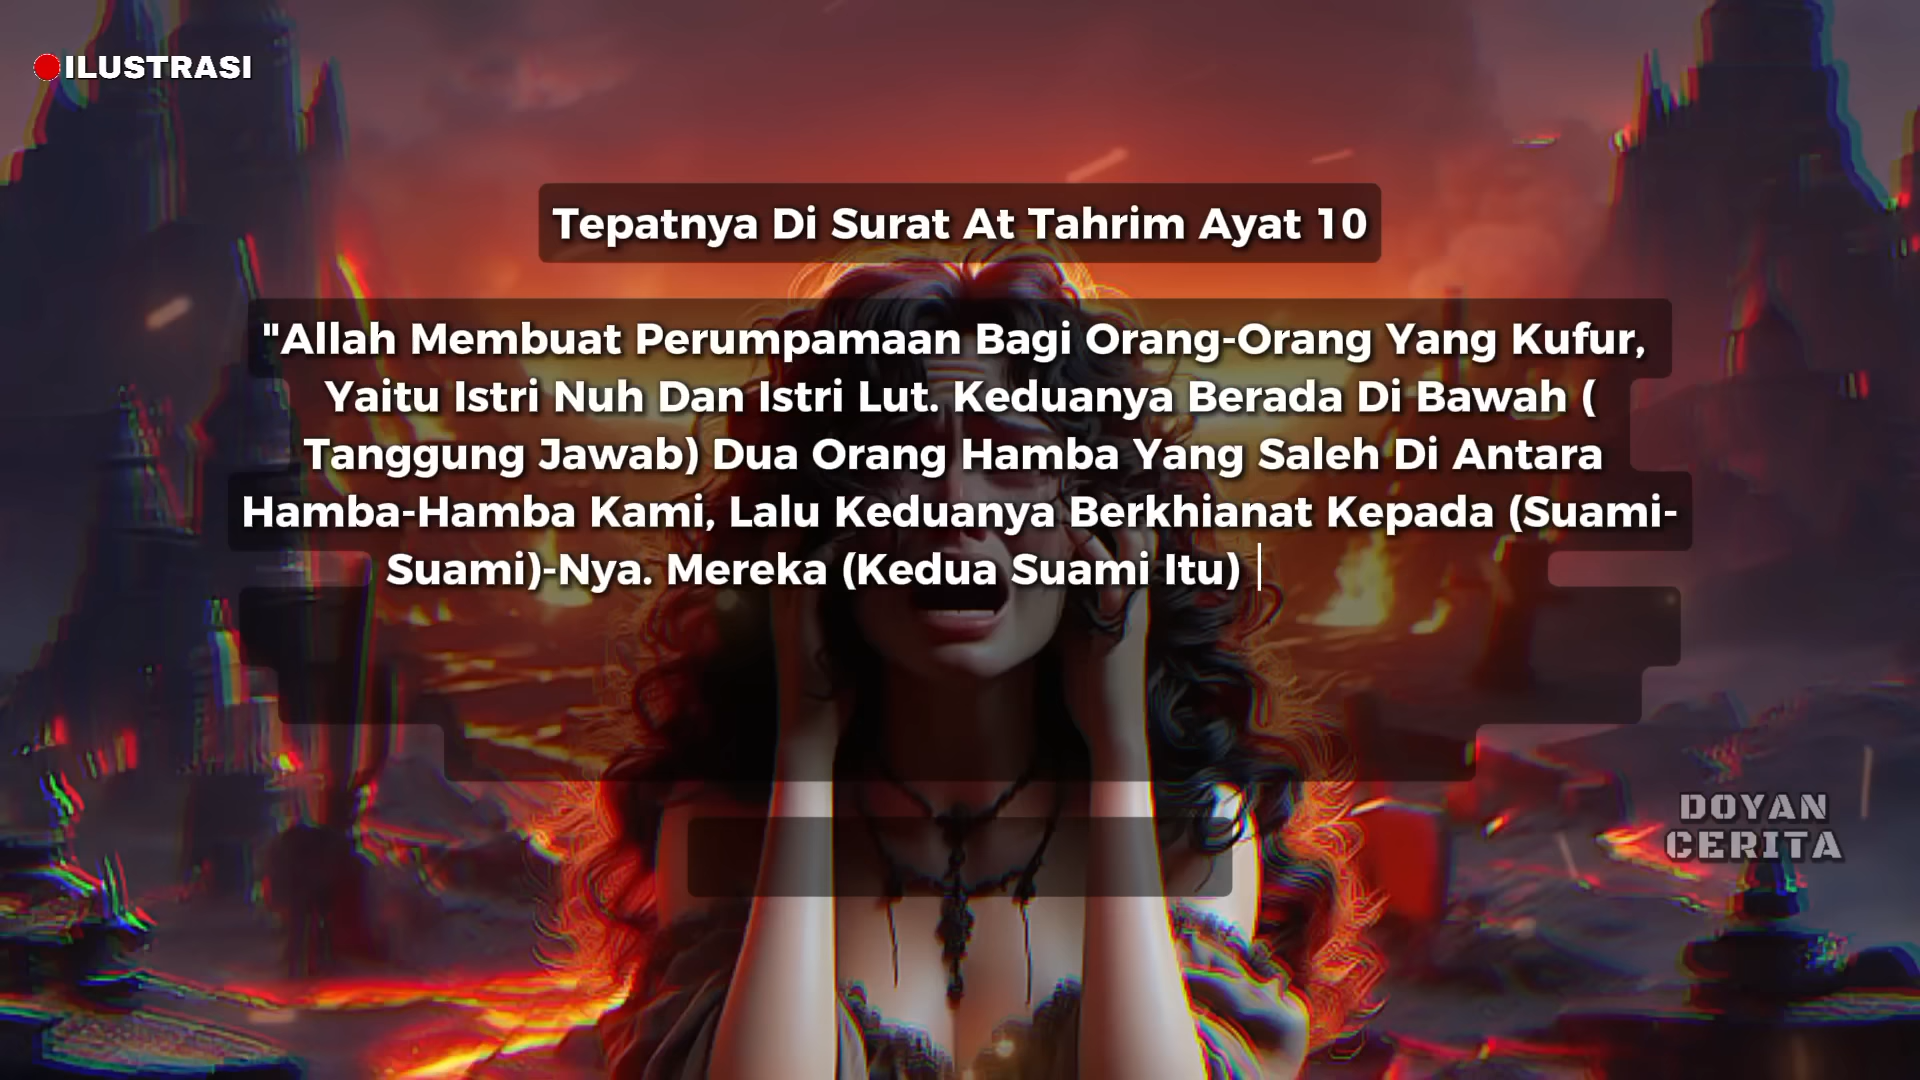 ILUSTRASI
Tepatnya Di Surat At Tahrim Ayat 10
"Allah Membuat Perumpamaan Bagi Orang-Orang Yang Kufur,
Yaitu Istri Nuh Dan Istri Lut. Keduanya Berada Di Bawah (
Tanggung Jawab) Dua Orang Hamba Yang Saleh Di Antara
Hamba-Hamba Kami, Lalu Keduanya Berkhianat Kepada (Suami-
Suami)-Nya. Mereka (Kedua Suami Itu)
DOYAN
CERITA